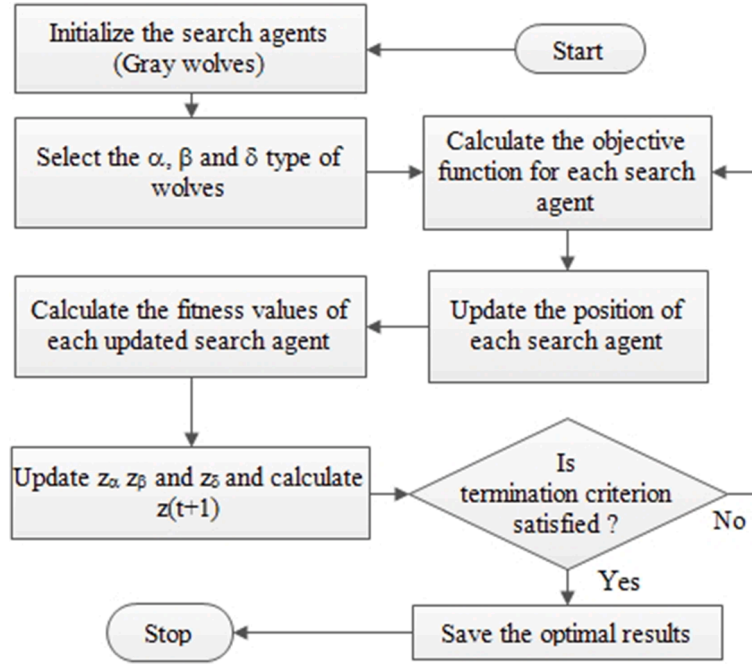 Start
Initialize the search agents
(Gray wolves)
Select the α, β and δ type of
wolves
Calculate the objective
function for each search
agent
Update the position of
each search agent
Calculate the fitness values of
each updated search agent
Update zα zβ and zδ and calculate
z(t+1)
Is
termination criterion
satisfied ?
No
Yes
Save the optimal results
Stop